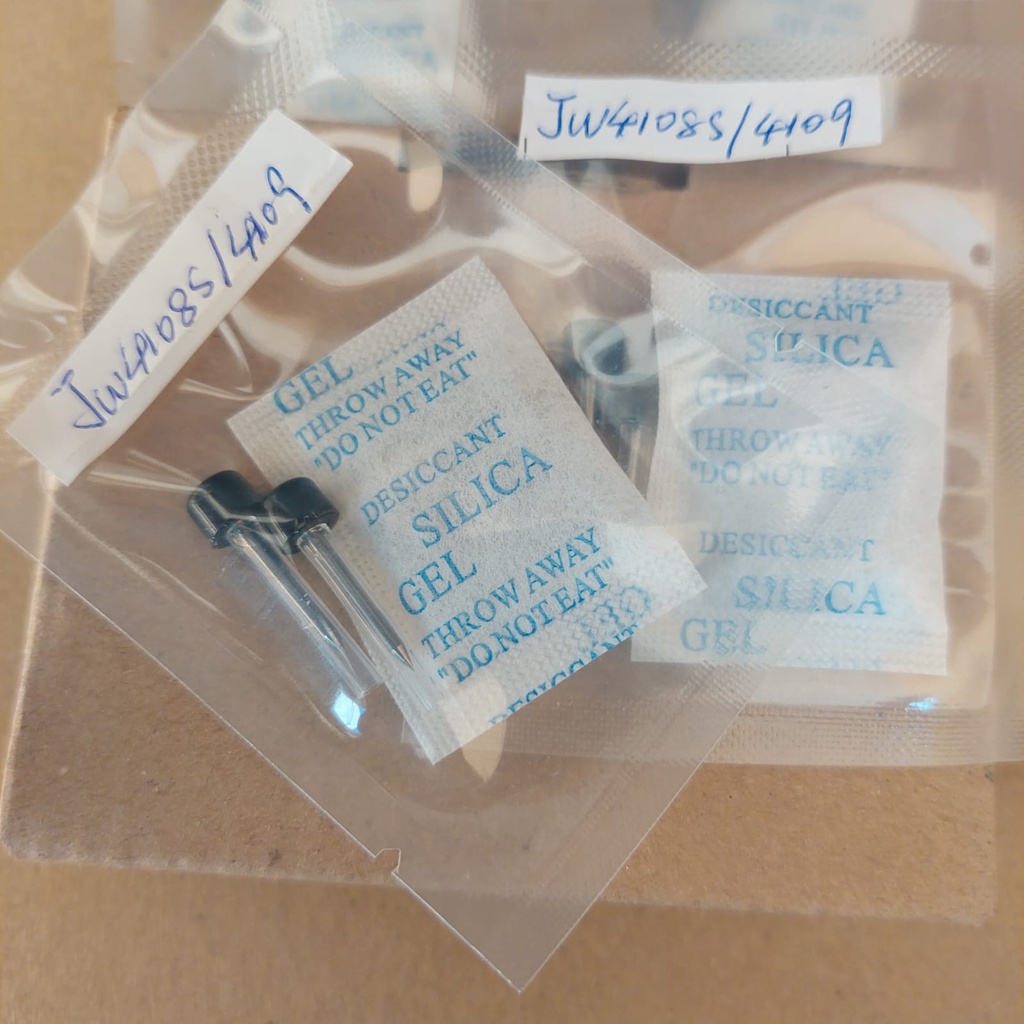 JW4108S/4109
JW4108S/4109
GEL
THROW AWAY
"DO NOT EAT"
DESICCANT
SILICA
GEL
THROW AWAY
"DO NOT EAT"
DESICCANT
DESICCANT
SILICA
GEL
THROW AWAY
"DO NOT EAT"
DESICCANT
SILICA
GEL